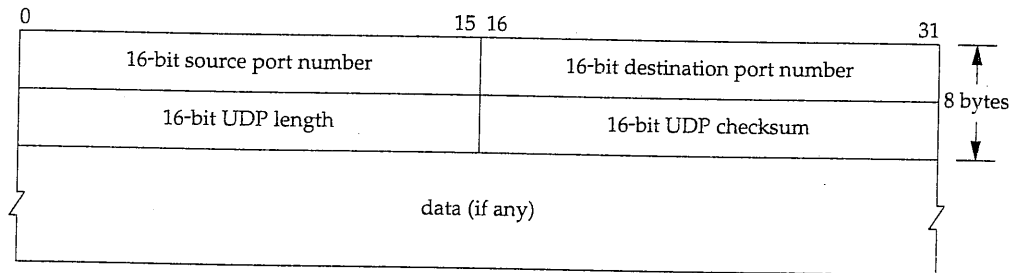 0 15 16 31
16-bit source port number 16-bit destination port number
8 bytes
16-bit UDP length 16-bit UDP checksum
data (if any)